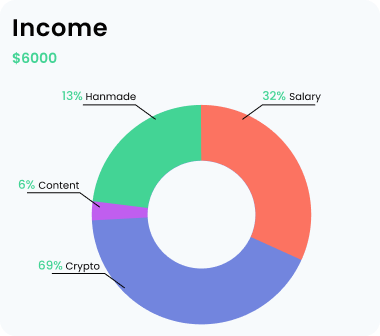 Income
$6000
13% Hanmade
32% Salary
6% Content
69% Crypto